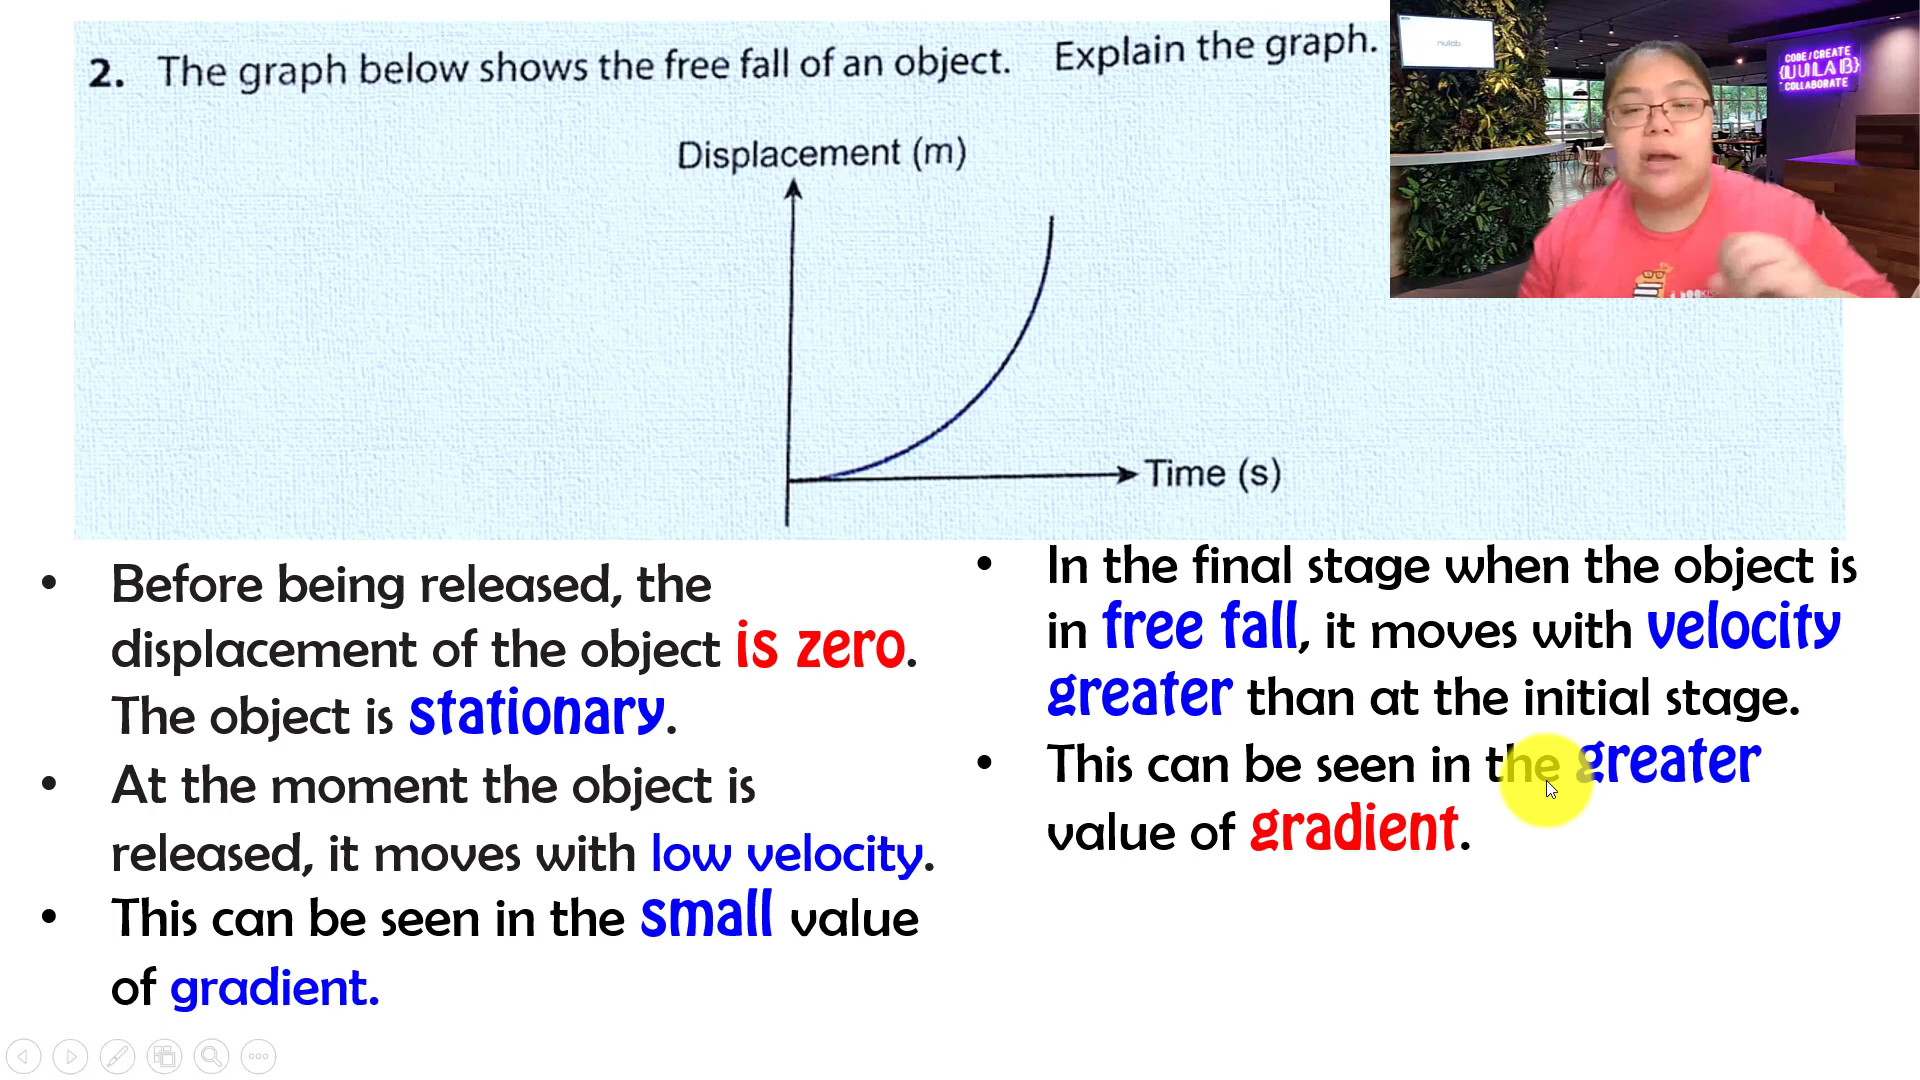 2. The graph below shows the free fall of an object. Explain the graph.
Displacement (m)
Time (s)
• Before being released, the
displacement of the object is zero.
The object is stationary.
• At the moment the object is
released, it moves with low velocity.
• This can be seen in the small value
of gradient.
• In the final stage when the object is
in free fall, it moves with velocity
greater than at the initial stage.
• This can be seen in the greater
value of gradient.
nulab
CODE/CREATE
{NULAB}
COLLABORATE